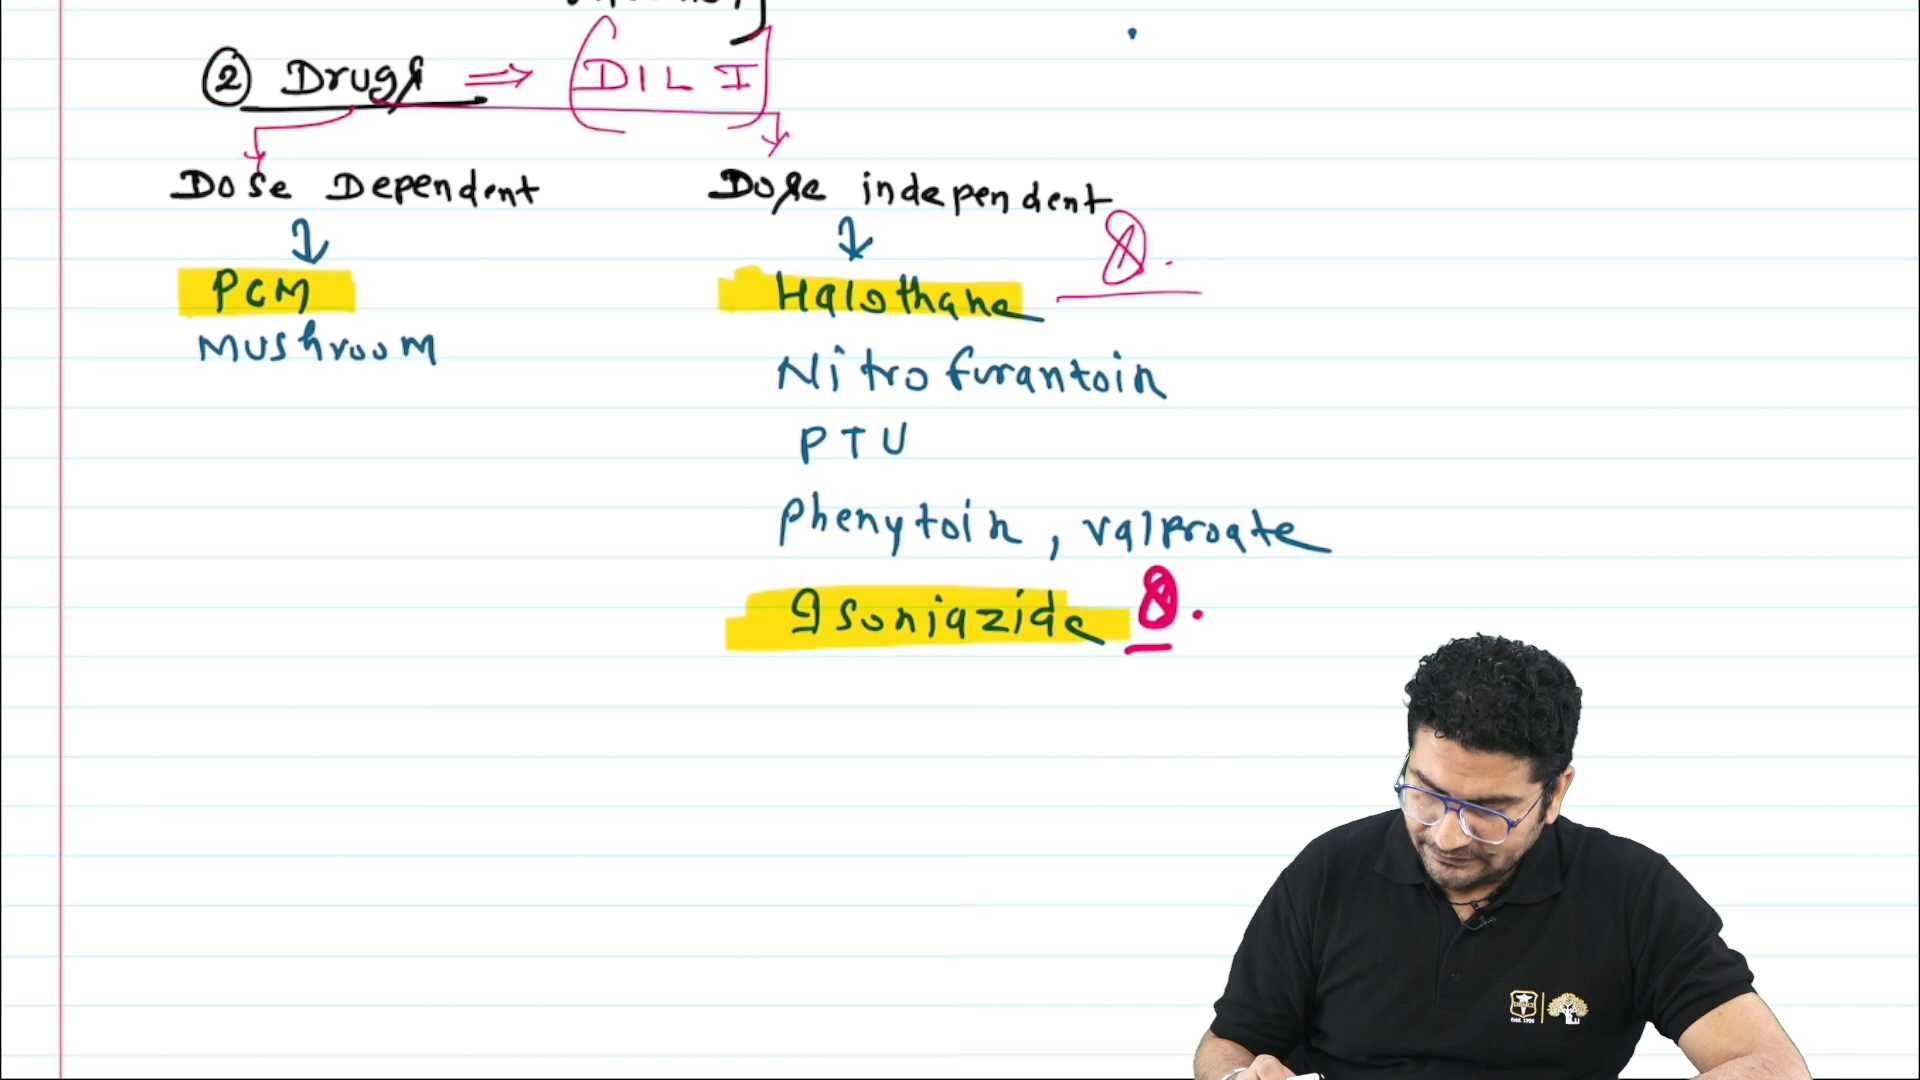 ② Drugs ⇒ [DILI]
Dose Dependent
PCM
Mushroom
Dose independent
Halothane
Nitrofurantoin
PTU
Phenytoin, valproate
Isoniazide